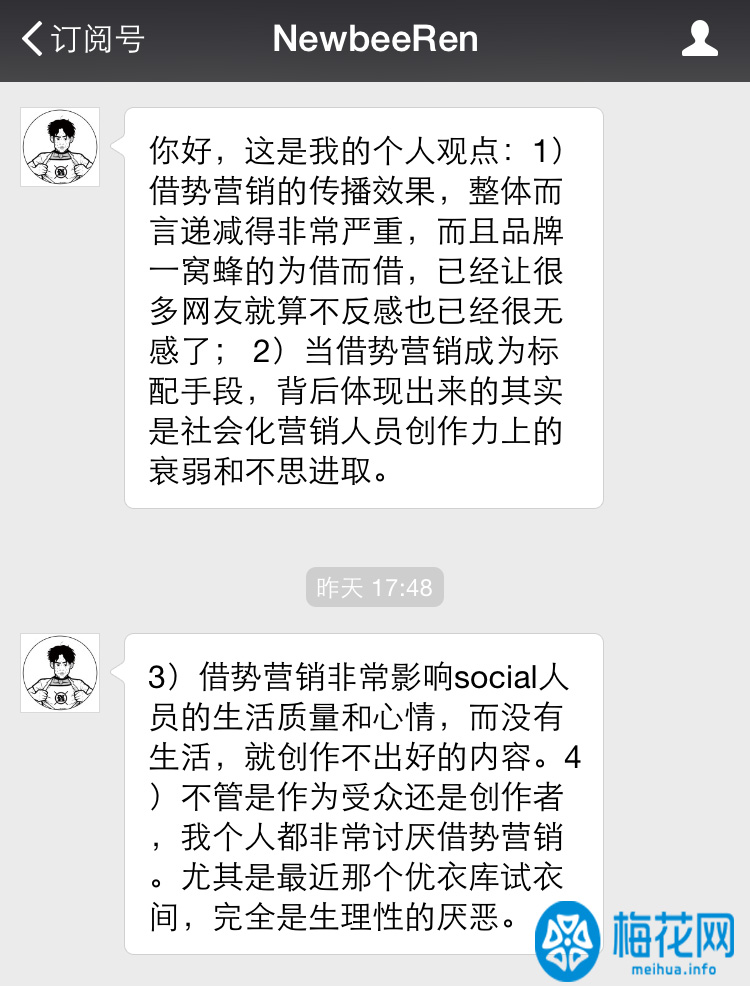 订阅号
NewbeeRen
你好，这是我的个人观点：1）
借势营销的传播效果，整体而
言递减得非常严重，而且品牌
一窝蜂的为借而借，已经让很
多网友就算不反感也已经很无
感了； 2）当借势营销成为标
配手段，背后体现出来的其实
是社会化营销人员创作力上的
衰弱和不思进取。
昨天 17:48
3）借势营销非常影响social人
员的生活质量和心情，而没有
生活，就创作不出好的内容。4
）不管是作为受众还是创作者
，我个人都非常讨厌借势营销
。尤其是最近那个优衣库试衣
间，完全是生理性的厌恶。
梅花网
meihua.info